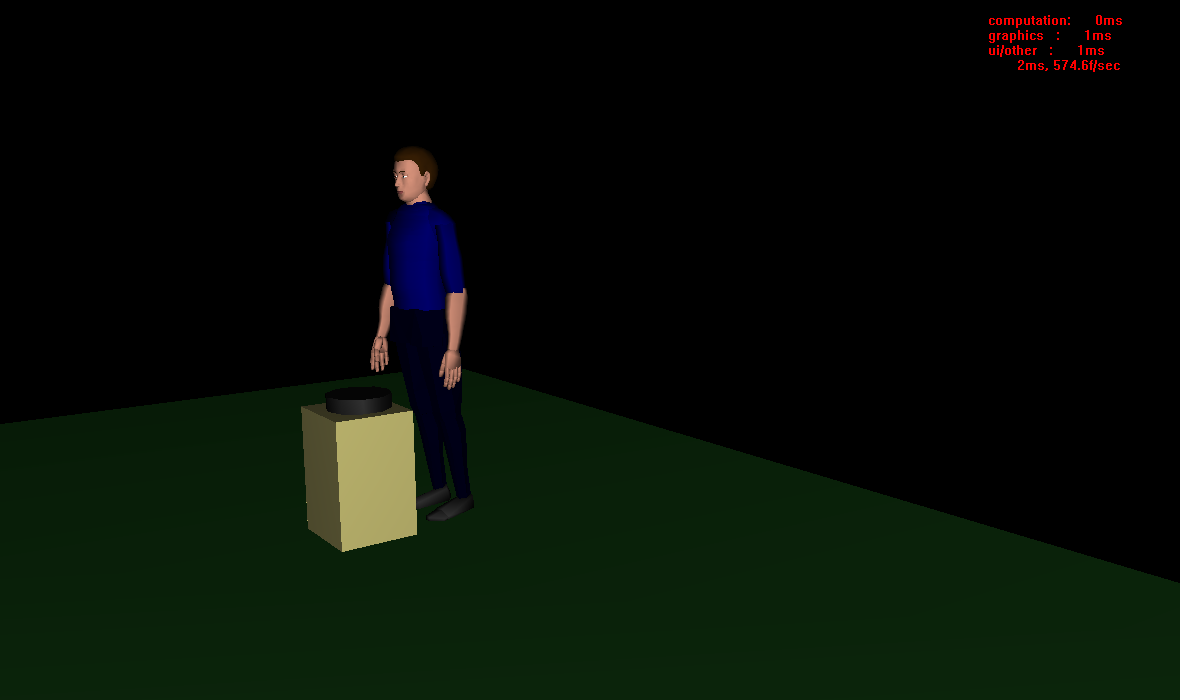 computation: 0ms
graphics : 1ms
ui/other : 1ms
2ms, 574.6f/sec